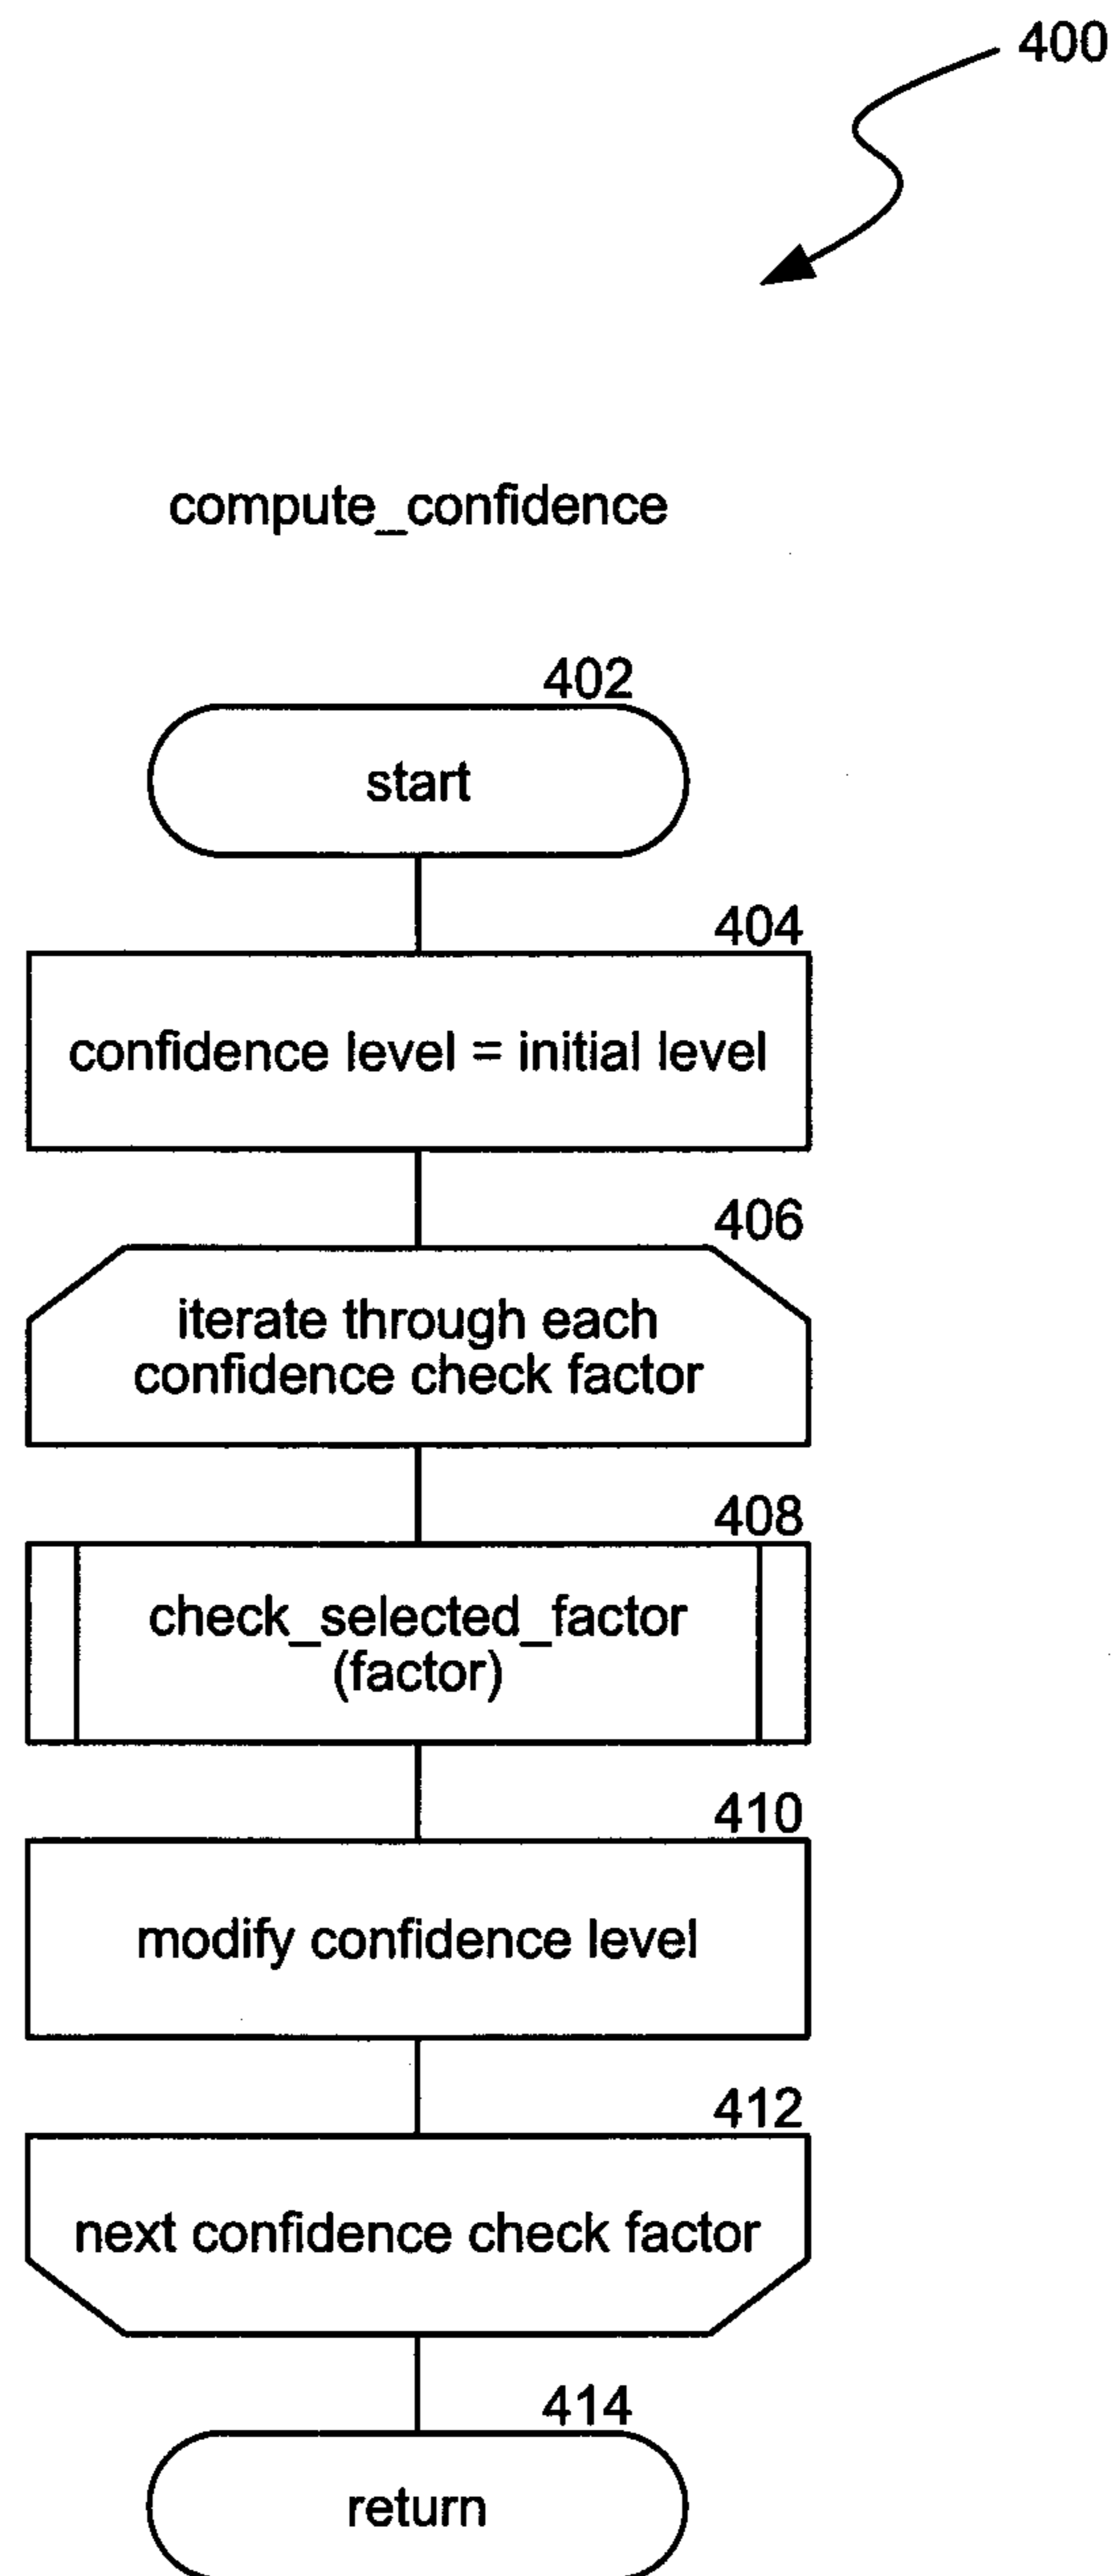 400
compute_confidence
402
start
404
confidence level = initial level
406
iterate through each
confidence check factor
408
check_selected_factor
(factor)
410
modify confidence level
412
next confidence check factor
414
return